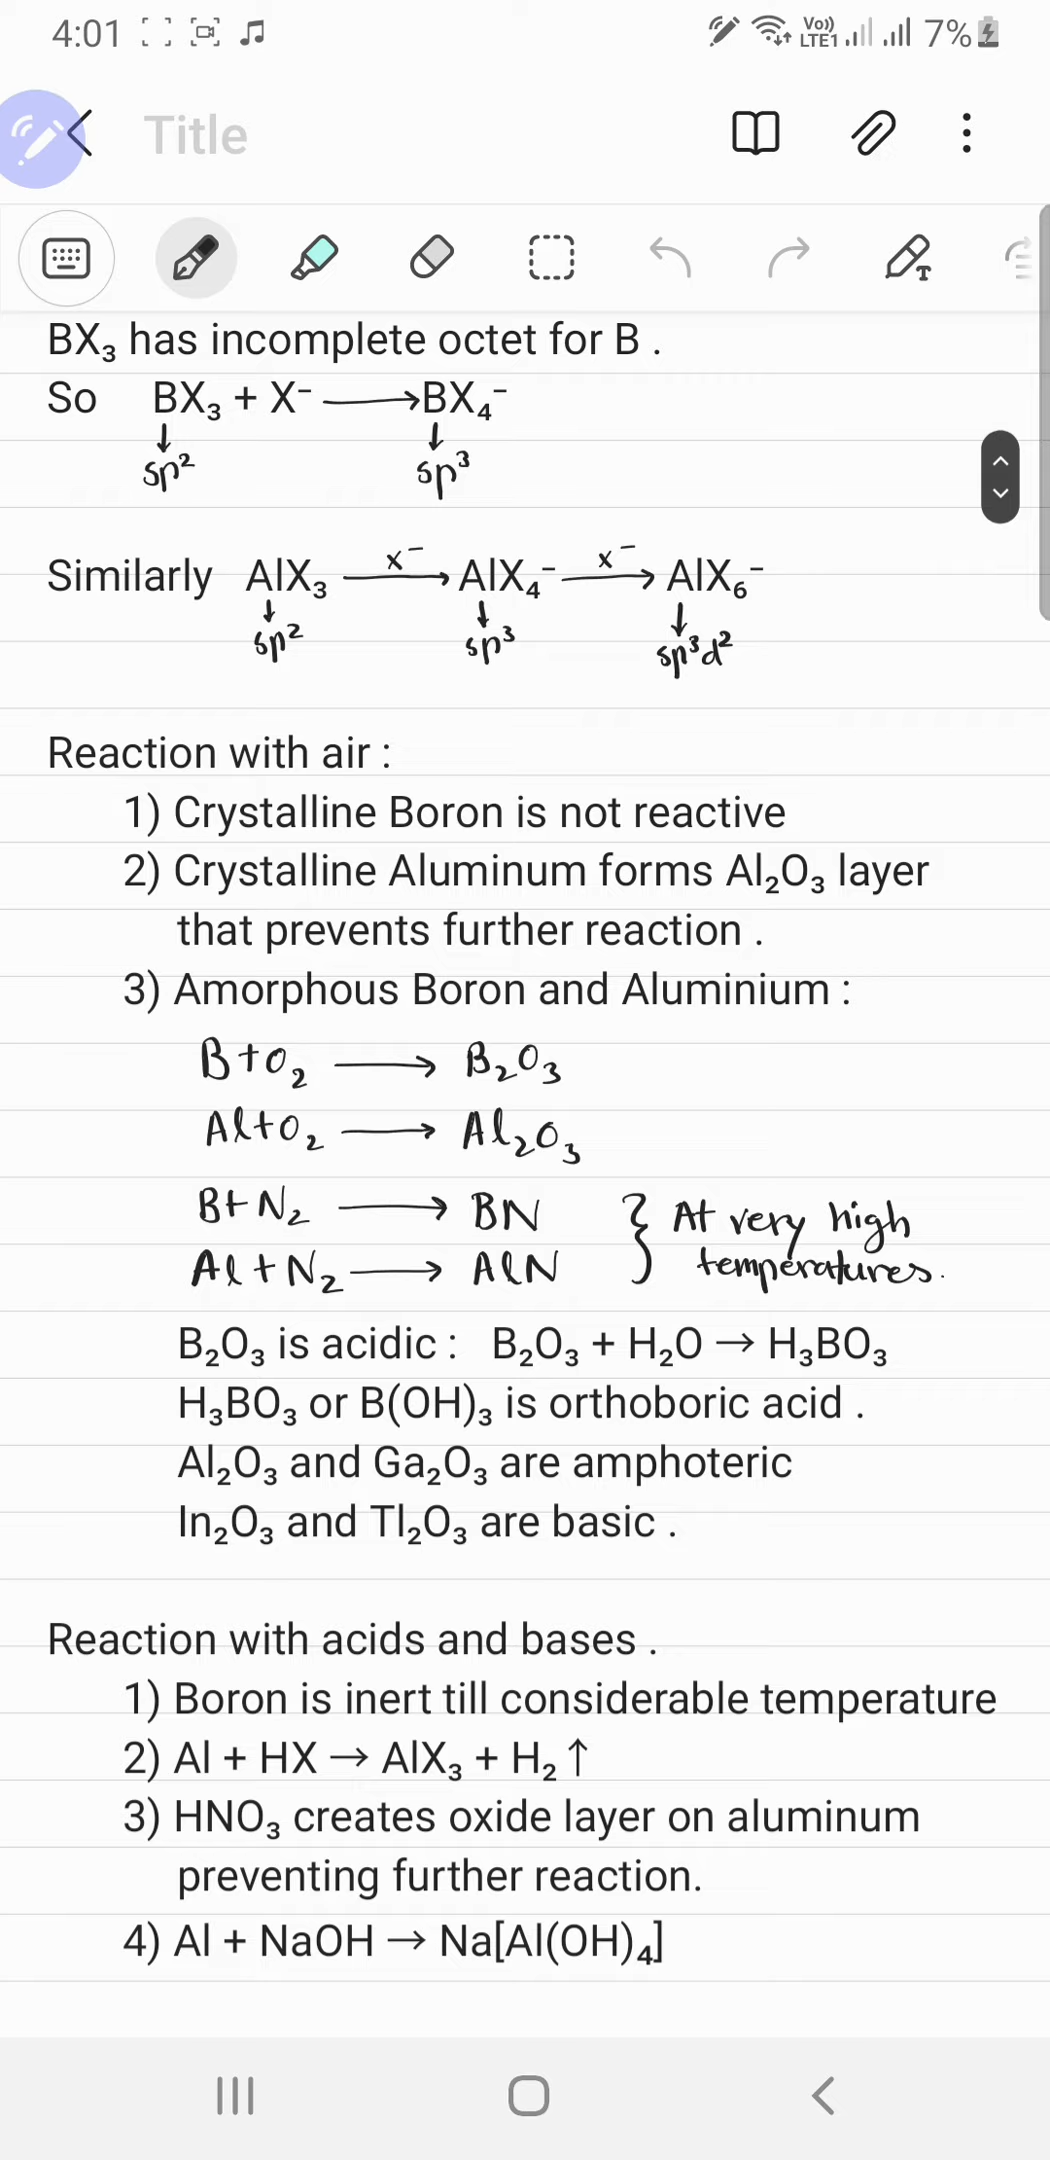 4:01 Vo)) LTE1 7%
Title
BX₃ has incomplete octet for B .
So BX₃ + X⁻ ⟶ BX₄⁻
↓ ↓
sp² sp³
Similarly AlX₃ —x⁻→ AlX₄⁻ —x⁻→ AlX₆⁻
↓ ↓ ↓
sp² sp³ sp³d²
Reaction with air :
1) Crystalline Boron is not reactive
2) Crystalline Aluminum forms Al₂O₃ layer
that prevents further reaction .
3) Amorphous Boron and Aluminium :
B+O₂ ⟶ B₂O₃
Al+O₂ ⟶ Al₂O₃
B+N₂ ⟶ BN } At very high
Al+N₂ ⟶ AlN temperatures.
B₂O₃ is acidic : B₂O₃ + H₂O → H₃BO₃
H₃BO₃ or B(OH)₃ is orthoboric acid .
Al₂O₃ and Ga₂O₃ are amphoteric
In₂O₃ and Tl₂O₃ are basic .
Reaction with acids and bases .
1) Boron is inert till considerable temperature
2) Al + HX → AlX₃ + H₂ ↑
3) HNO₃ creates oxide layer on aluminum
preventing further reaction.
4) Al + NaOH → Na[Al(OH)₄]